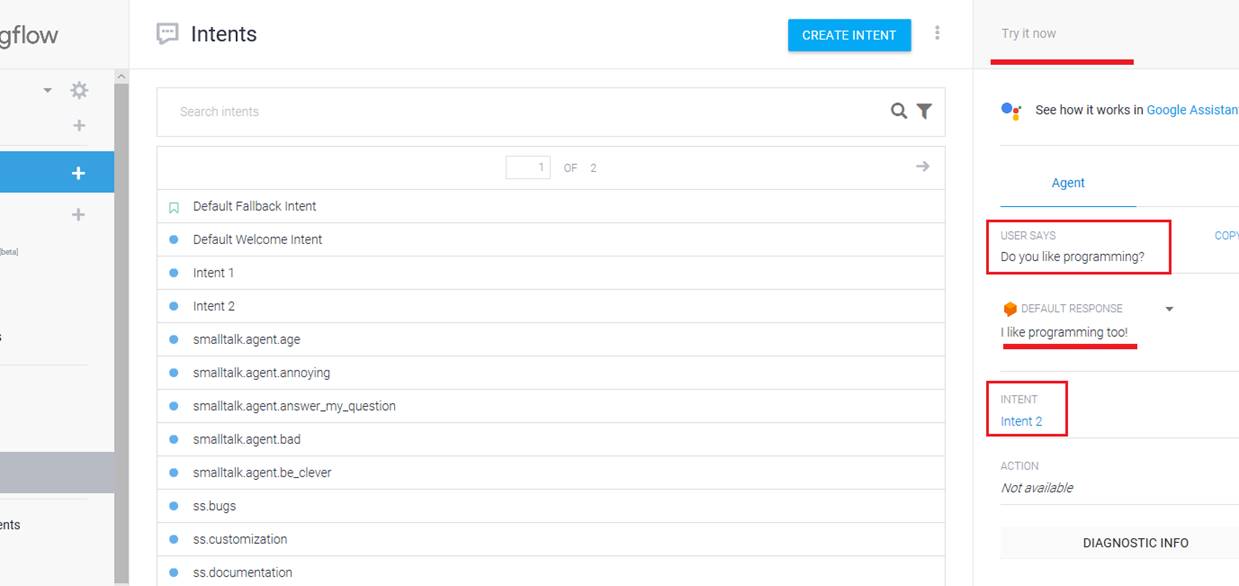 gflow
Intents
CREATE INTENT
Try it now
Search intents
See how it works in Google Assistan
1 OF 2
Agent
Default Fallback Intent
Default Welcome Intent
Intent 1
Intent 2
smalltalk.agent.age
smalltalk.agent.annoying
smalltalk.agent.answer_my_question
smalltalk.agent.bad
smalltalk.agent.be_clever
ss.bugs
ss.customization
ss.documentation
[beta]
s
ents
USER SAYS
COPY
Do you like programming?
DEFAULT RESPONSE
I like programming too!
INTENT
Intent 2
ACTION
Not available
DIAGNOSTIC INFO